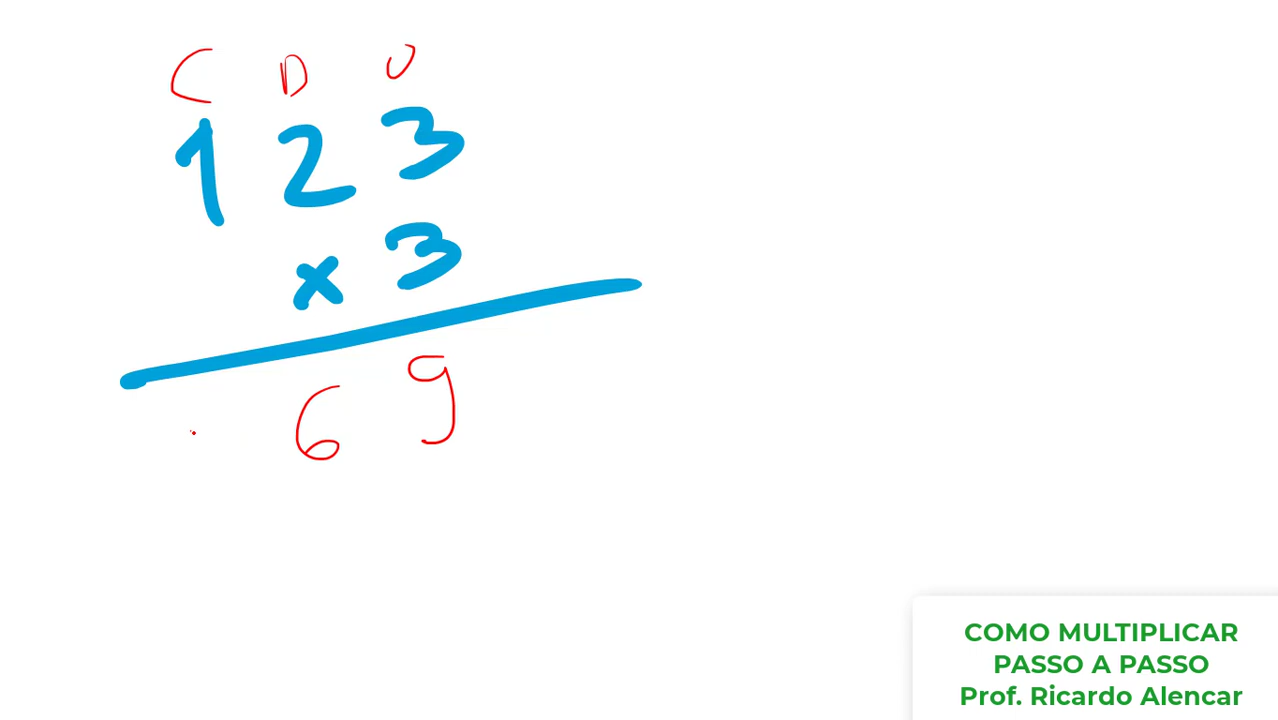 C D U
1 2 3
x 3
6 9
COMO MULTIPLICAR
PASSO A PASSO
Prof. Ricardo Alencar